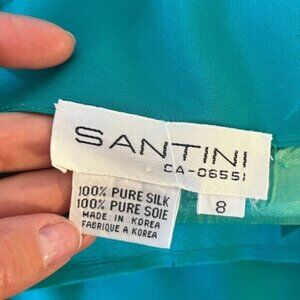 SANTINI
CA-06551
100% PURE SILK
100% PURE SOIE
MADE IN KOREA
FABRIQUE A KOREA
8